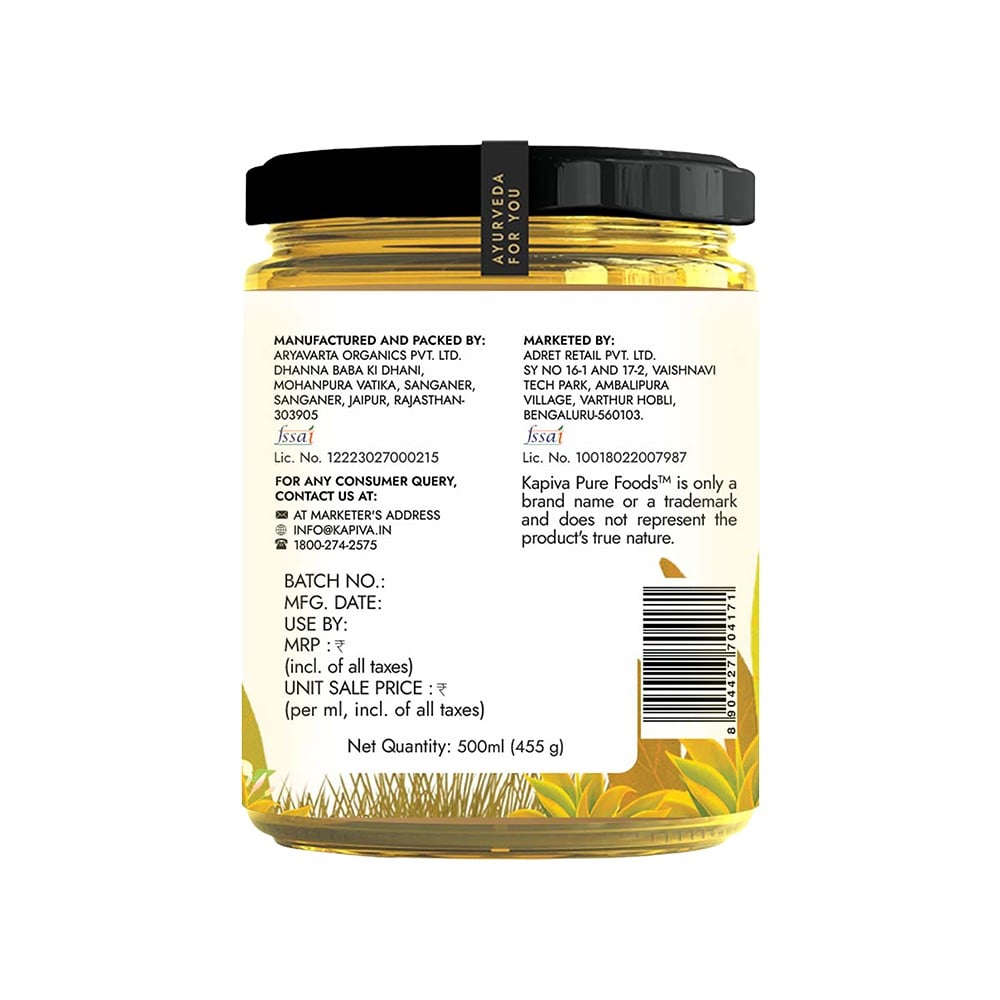 AYURVEDA
FOR YOU
MANUFACTURED AND PACKED BY:
ARYAVARTA ORGANICS PVT. LTD.
DHANNA BABA KI DHANI,
MOHANPURA VATIKA, SANGANER,
SANGANER, JAIPUR, RAJASTHAN-
303905
fssai
Lic. No. 12223027000215
FOR ANY CONSUMER QUERY,
CONTACT US AT:
AT MARKETER'S ADDRESS
INFO@KAPIVA.IN
1800-274-2575
MARKETED BY:
ADRET RETAIL PVT. LTD.
SY NO 16-1 AND 17-2, VAISHNAVI
TECH PARK, AMBALIPURA
VILLAGE, VARTHUR HOBLI,
BENGALURU-560103.
fssai
Lic. No. 10018022007987
Kapiva Pure Foods™ is only a
brand name or a trademark
and does not represent the
product's true nature.
BATCH NO.:
MFG. DATE:
USE BY:
MRP : ₹
(incl. of all taxes)
UNIT SALE PRICE : ₹
(per ml, incl. of all taxes)
Net Quantity: 500ml (455 g)
8 904427 704171